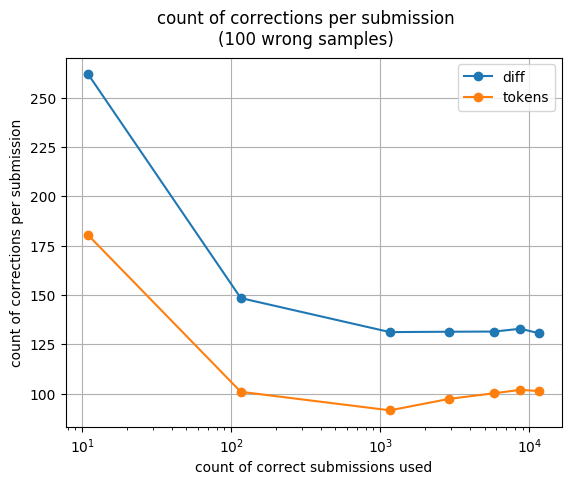 count of corrections per submission
(100 wrong samples)
diff
tokens
count of corrections per submission
250
225
200
175
150
125
100
10¹
10²
10³
10⁴
count of correct submissions used